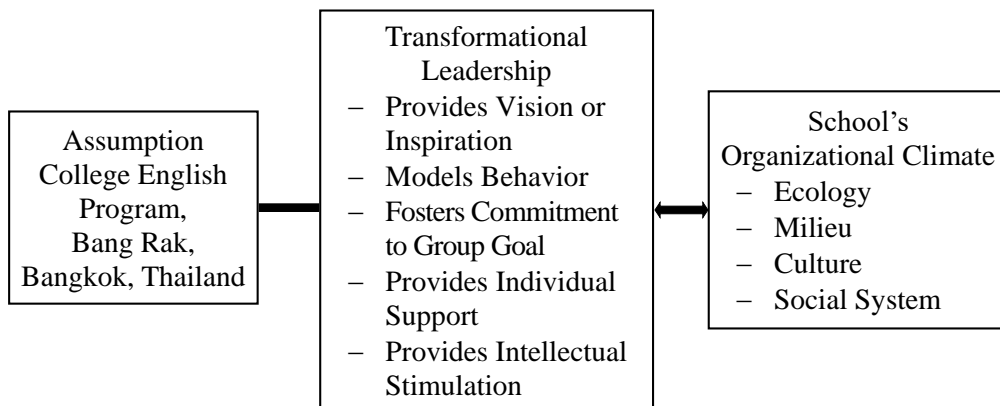 Assumption
College English
Program,
Bang Rak,
Bangkok, Thailand
Transformational
Leadership
– Provides Vision or
Inspiration
– Models Behavior
– Fosters Commitment
to Group Goal
– Provides Individual
Support
– Provides Intellectual
Stimulation
School’s
Organizational Climate
– Ecology
– Milieu
– Culture
– Social System